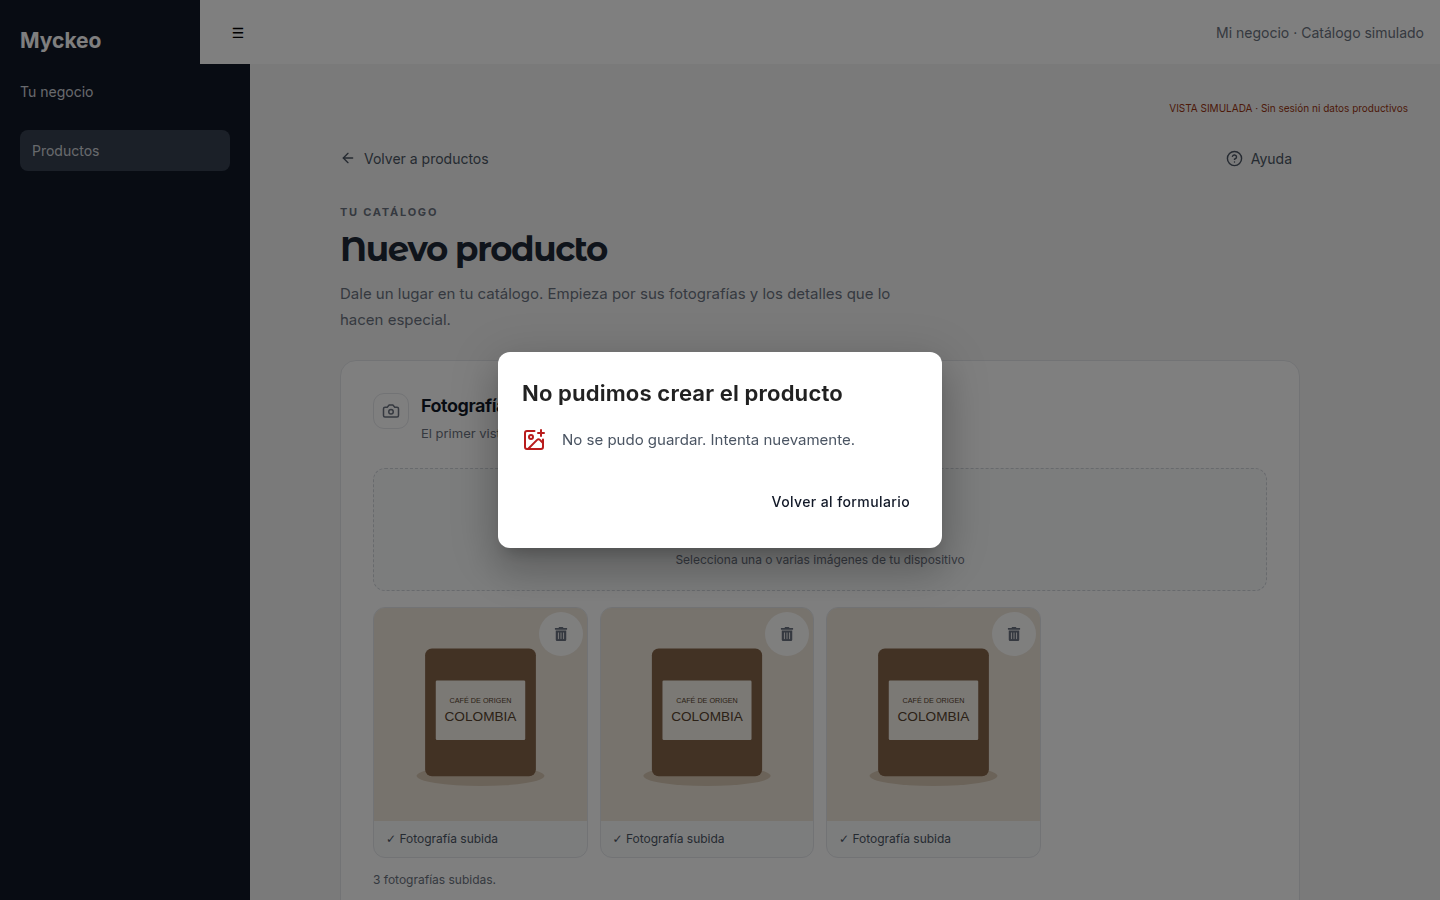 Myckeo
☰
Mi negocio · Catálogo simulado
Tu negocio
Productos
VISTA SIMULADA · Sin sesión ni datos productivos
← Volver a productos
Ayuda
TU CATÁLOGO
Nuevo producto
Dale un lugar en tu catálogo. Empieza por sus fotografías y los detalles que lo
hacen especial.
No pudimos crear el producto
No se pudo guardar. Intenta nuevamente.
Volver al formulario
El primer
Selecciona una o varias imágenes de tu dispositivo
CAFÉ DE ORIGEN
COLOMBIA
CAFÉ DE ORIGEN
COLOMBIA
CAFÉ DE ORIGEN
COLOMBIA
✓ Fotografía subida
✓ Fotografía subida
✓ Fotografía subida
3 fotografías subidas.